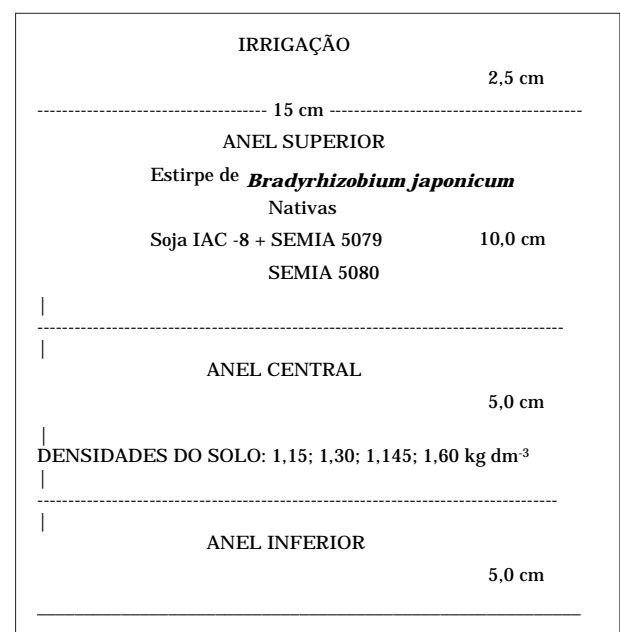 IRRIGAÇÃO
2,5 cm
15 cm
ANEL SUPERIOR
Estirpe de Bradyrhizobium japonicum
Nativas
Soja IAC -8 + SEMIA 5079 10,0 cm
SEMIA 5080
ANEL CENTRAL
5,0 cm
DENSIDADES DO SOLO: 1,15; 1,30; 1,145; 1,60 kg dm-3
ANEL INFERIOR
5,0 cm